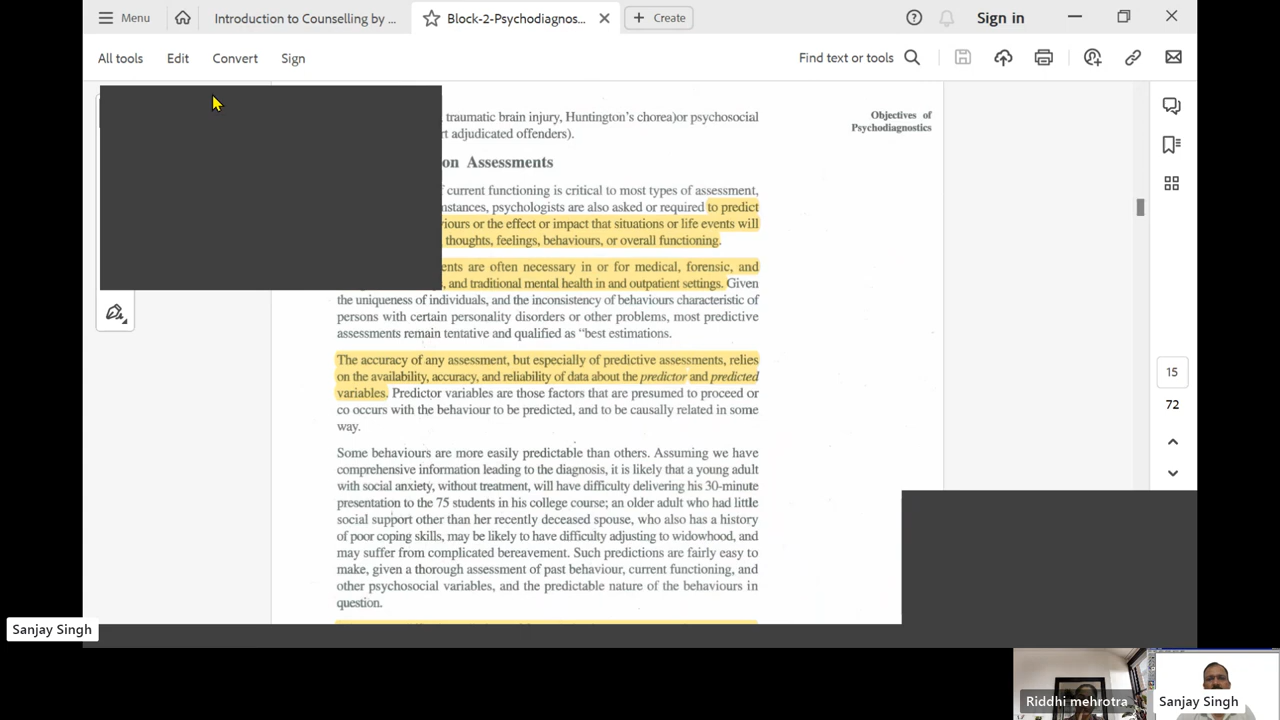 Menu
Introduction to Counselling by ...
Block-2-Psychodiagnos...
Create
Sign in
All tools
Edit
Convert
Sign
Find text or tools
traumatic brain injury, Huntington's chorea)or psychosocial
rt adjudicated offenders).
Objectives of
Psychodiagnostics
on Assessments
current functioning is critical to most types of assessment,
mstances, psychologists are also asked or required to predict
viours or the effect or impact that situations or life events will
thoughts, feelings, behaviours, or overall functioning.
ents are often necessary in or for medical, forensic, and
, and traditional mental health in and outpatient settings. Given
the uniqueness of individuals, and the inconsistency of behaviours characteristic of
persons with certain personality disorders or other problems, most predictive
assessments remain tentative and qualified as "best estimations.
The accuracy of any assessment, but especially of predictive assessments, relies
on the availability, accuracy, and reliability of data about the predictor and predicted
variables. Predictor variables are those factors that are presumed to proceed or
co occurs with the behaviour to be predicted, and to be causally related in some
way.
Some behaviours are more easily predictable than others. Assuming we have
comprehensive information leading to the diagnosis, it is likely that a young adult
with social anxiety, without treatment, will have difficulty delivering his 30-minute
presentation to the 75 students in his college course; an older adult who had little
social support other than her recently deceased spouse, who also has a history
of poor coping skills, may be likely to have difficulty adjusting to widowhood, and
may suffer from complicated bereavement. Such predictions are fairly easy to
make, given a thorough assessment of past behaviour, current functioning, and
other psychosocial variables, and the predictable nature of the behaviours in
question.
15
72
Sanjay Singh
Riddhi mehrotra
Sanjay Singh